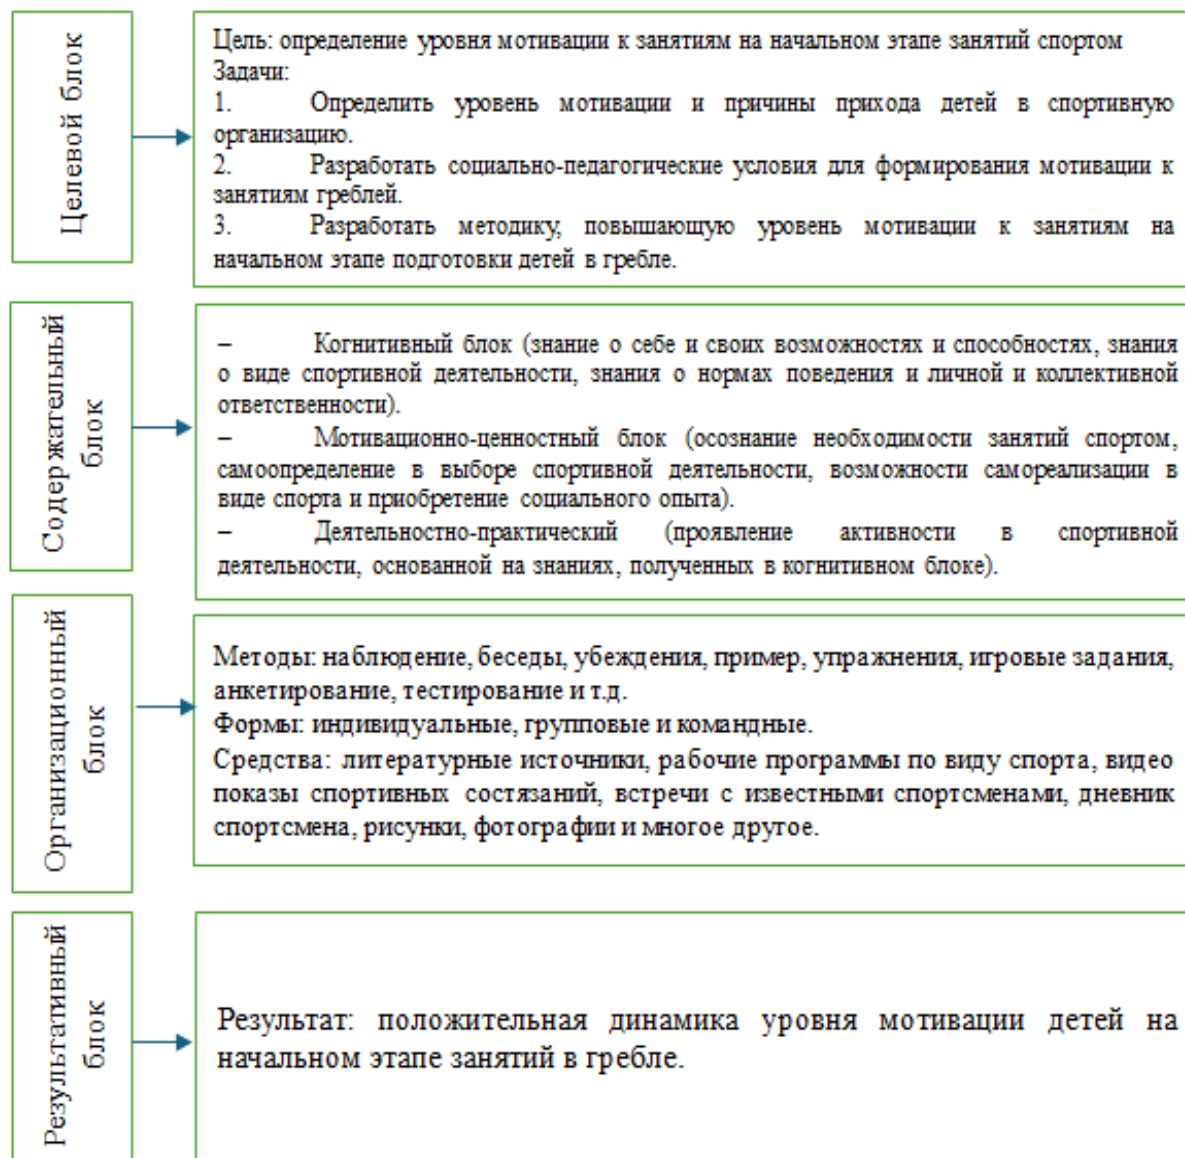 Целевой блок
Цель: определение уровня мотивации к занятиям на начальном этапе занятий спортом
Задачи:
1. Определить уровень мотивации и причины прихода детей в спортивную
организацию.
2. Разработать социально-педагогические условия для формирования мотивации к
занятиям греблей.
3. Разработать методику, повышающую уровень мотивации к занятиям на
начальном этапе подготовки детей в гребле.
Содержательный
блок
– Когнитивный блок (знание о себе и своих возможностях и способностях, знания
о виде спортивной деятельности, знания о нормах поведения и личной и коллективной
ответственности).
– Мотивационно-ценностный блок (осознание необходимости занятий спортом,
самоопределение в выборе спортивной деятельности, возможности самореализации в
виде спорта и приобретение социального опыта).
– Деятельностно-практический (проявление активности в спортивной
деятельности, основанной на знаниях, полученных в когнитивном блоке).
Организационный
блок
Методы: наблюдение, беседы, убеждения, пример, упражнения, игровые задания,
анкетирование, тестирование и т.д.
Формы: индивидуальные, групповые и командные.
Средства: литературные источники, рабочие программы по виду спорта, видео
показы спортивных состязаний, встречи с известными спортсменами, дневник
спортсмена, рисунки, фотографии и многое другое.
Результативный
блок
Результат: положительная динамика уровня мотивации детей на
начальном этапе занятий в гребле.